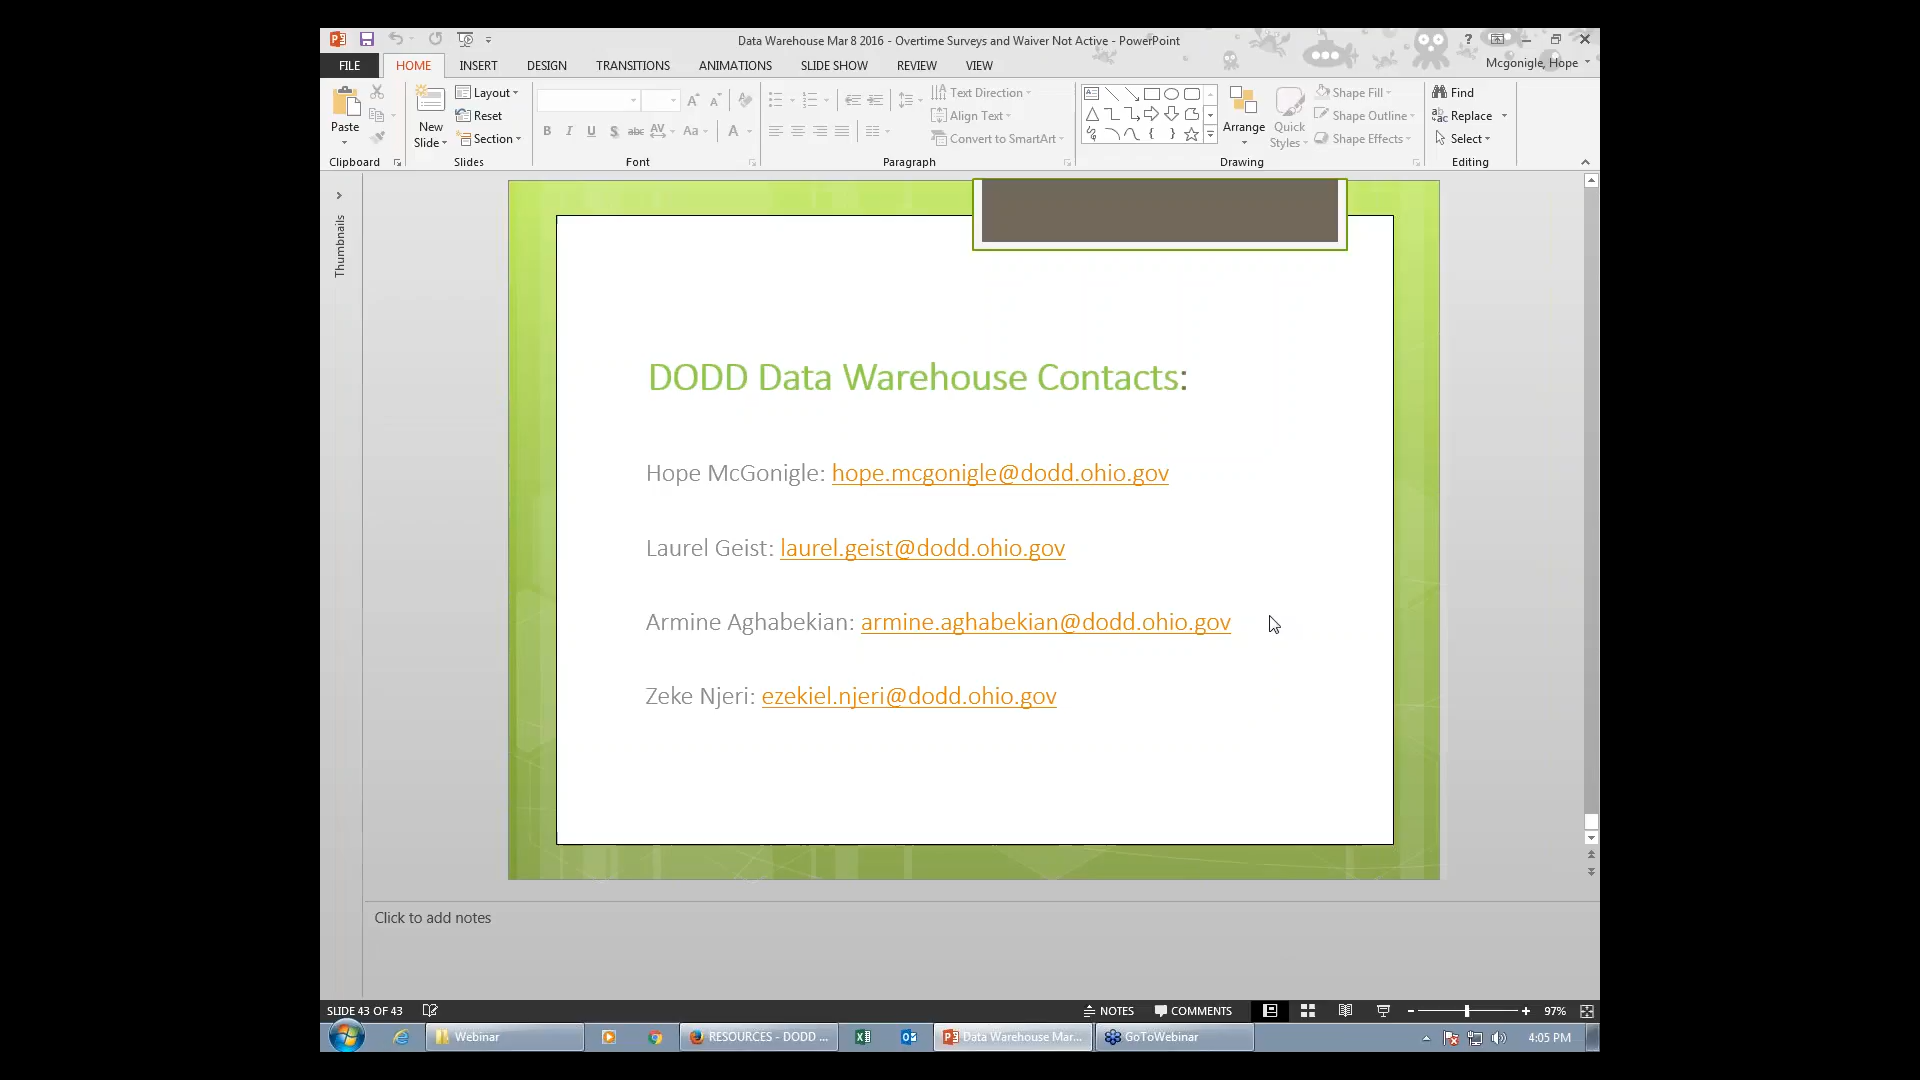 Data Warehouse Mar 8 2016 - Overtime Surveys and Waiver Not Active - PowerPoint
FILE HOME INSERT DESIGN TRANSITIONS ANIMATIONS SLIDE SHOW REVIEW VIEW Mcgonigle, Hope
Layout Text Direction Shape Fill Find
Reset Align Text Shape Outline Replace
Paste New Slide Section Convert to SmartArt Arrange Quick Styles Shape Effects Select
Clipboard Slides Font Paragraph Drawing Editing
Thumbnails
DODD Data Warehouse Contacts:
Hope McGonigle: hope.mcgonigle@dodd.ohio.gov
Laurel Geist: laurel.geist@dodd.ohio.gov
Armine Aghabekian: armine.aghabekian@dodd.ohio.gov
Zeke Njeri: ezekiel.njeri@dodd.ohio.gov
Click to add notes
SLIDE 43 OF 43 NOTES COMMENTS 97%
Webinar RESOURCES - DODD ... Data Warehouse Mar... GoToWebinar 4:05 PM